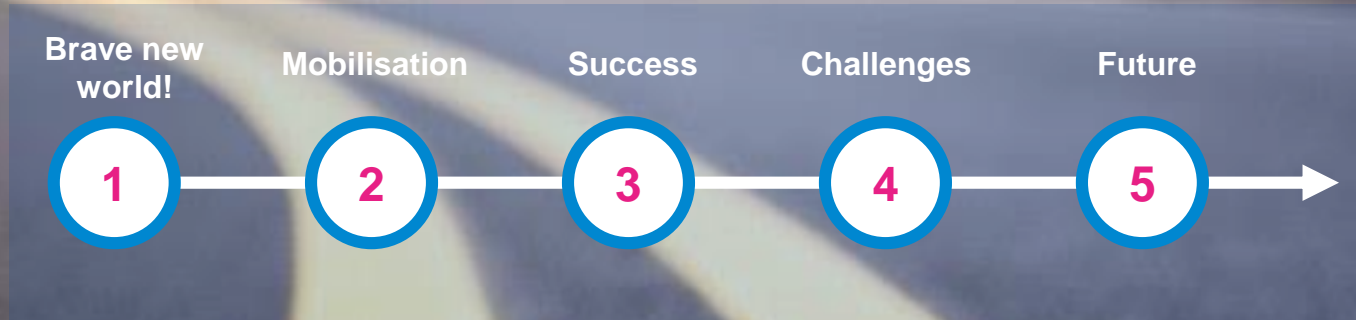 Brave new
world!
Mobilisation
Success
Challenges
Future
1
2
3
4
5